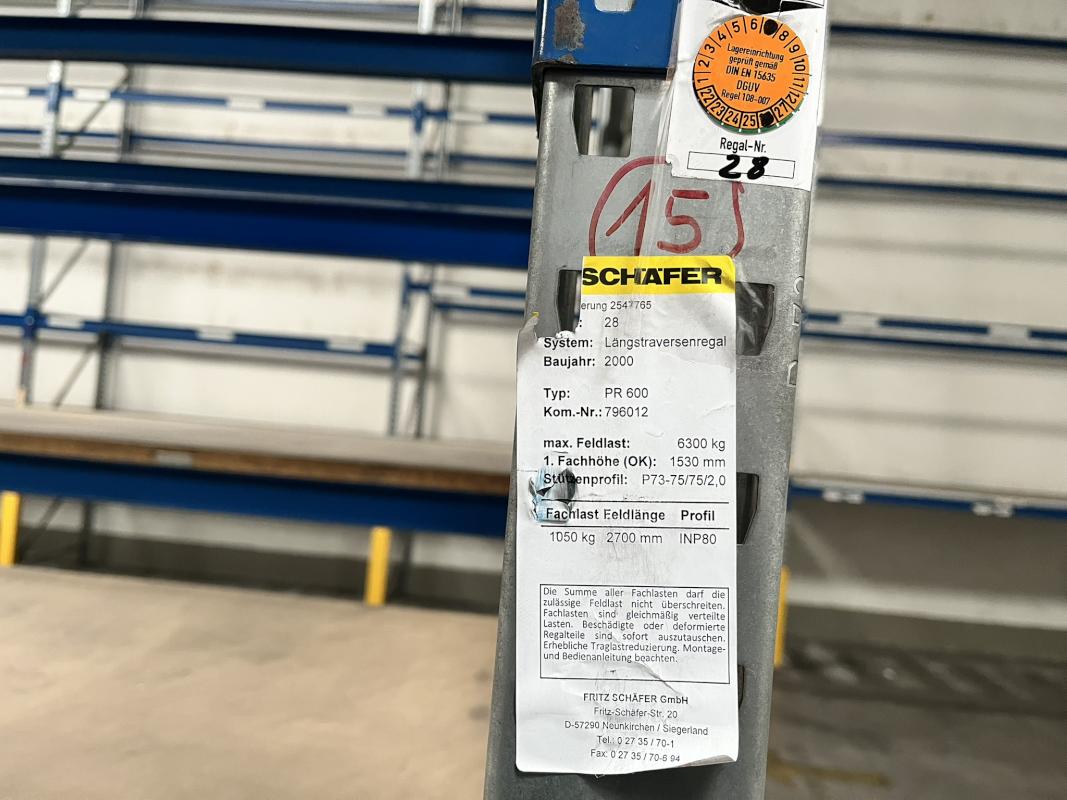 1 2 3 4 5 6 8 9 10 11
Lagereinrichtung
geprüft gemäß
DIN EN 15635
DGUV
Regel 108-007
22 23 24 25 27
Regal-Nr.
28
15
SCHÄFER
erung 2547765
: 28
System: Längstraversenregal
Baujahr: 2000
Typ: PR 600
Kom.-Nr.: 796012
max. Feldlast: 6300 kg
1. Fachhöhe (OK): 1530 mm
Stützenprofil: P73-75/75/2,0
Fachlast Feldlänge Profil
1050 kg 2700 mm INP80
Die Summe aller Fachlasten darf die
zulässige Feldlast nicht überschreiten.
Fachlasten sind gleichmäßig verteilte
Lasten. Beschädigte oder deformierte
Regalteile sind sofort auszutauschen.
Erhebliche Traglastreduzierung. Montage-
und Bedienanleitung beachten.
FRITZ SCHÄFER GmbH
Fritz-Schäfer-Str. 20
D-57290 Neunkirchen / Siegerland
Tel.: 0 27 35 / 70-1
Fax: 0 27 35 / 70-6 94